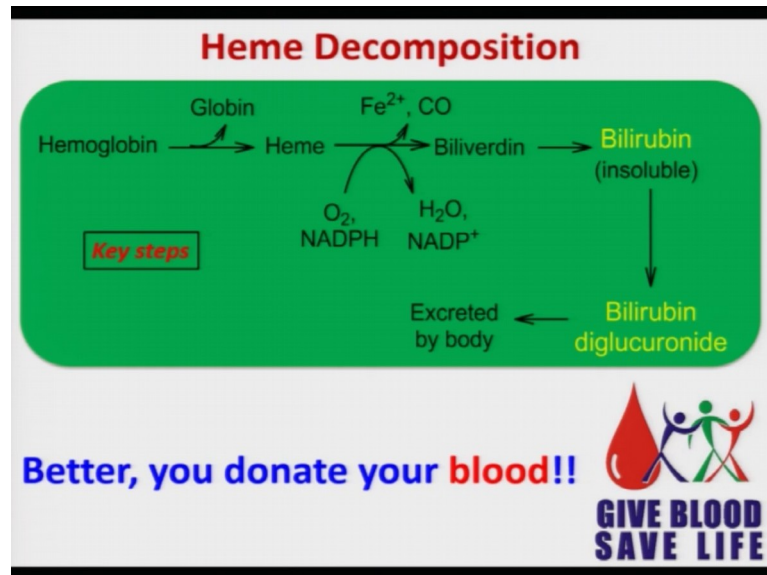 Heme Decomposition
Globin
Fe²⁺, CO
Hemoglobin
Heme
Biliverdin
Bilirubin
(insoluble)
O₂,
NADPH
H₂O,
NADP⁺
Key steps
Excreted
by body
Bilirubin
diglucuronide
Better, you donate your blood!!
GIVE BLOOD
SAVE LIFE